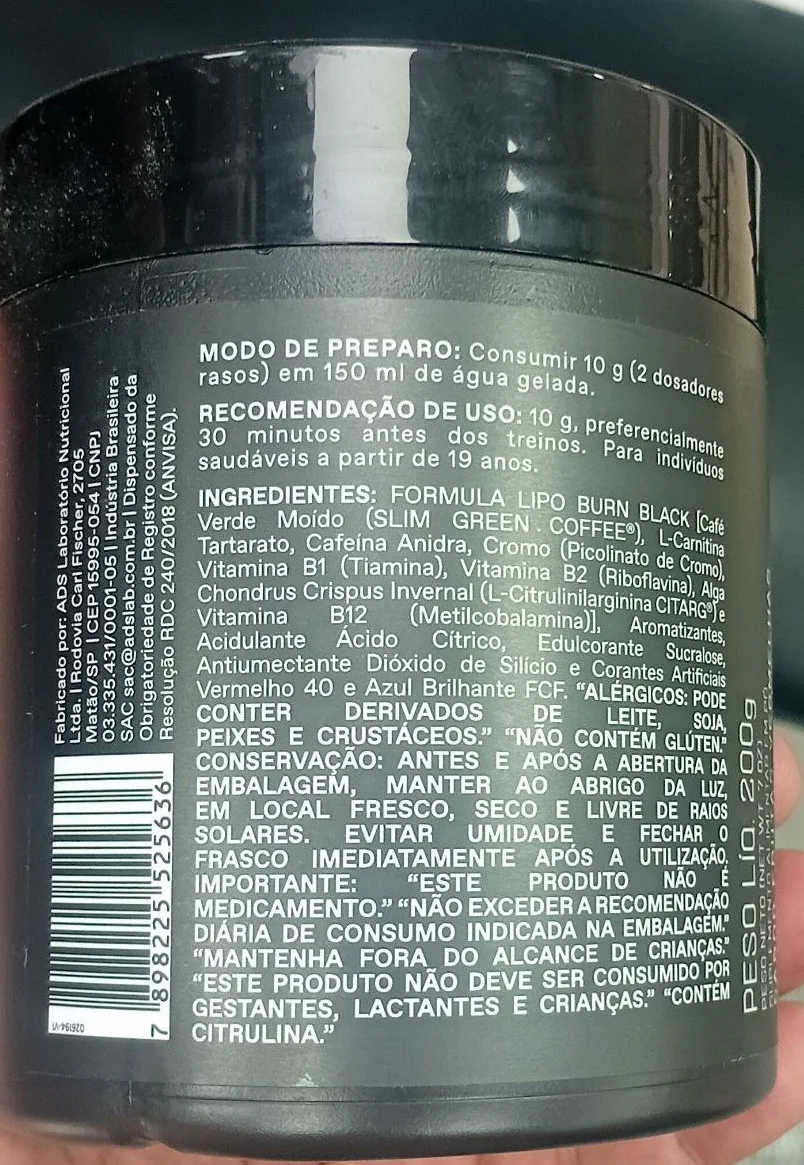 MODO DE PREPARO: Consumir 10 g (2 dosadores
rasos) em 150 ml de água gelada.
RECOMENDAÇÃO DE USO: 10 g, preferencialmente
30 minutos antes dos treinos. Para indivíduos
saudáveis a partir de 19 anos.
INGREDIENTES: FORMULA LIPO BURN BLACK [Café
Verde Moído (SLIM GREEN COFFEE®), L-Carnitina
Tartarato, Cafeína Anidra, Cromo (Picolinato de Cromo),
Vitamina B1 (Tiamina), Vitamina B2 (Riboflavina), Alga
Chondrus Crispus Invernal (L-Citrulinilarginina CITARG®) e
Vitamina B12 (Metilcobalamina)], Aromatizantes,
Acidulante Ácido Cítrico, Edulcorante Sucralose,
Antiumectante Dióxido de Silício e Corantes Artificiais
Vermelho 40 e Azul Brilhante FCF. “ALÉRGICOS: PODE
CONTER DERIVADOS DE LEITE, SOJA,
PEIXES E CRUSTÁCEOS.” “NÃO CONTÉM GLÚTEN.”
CONSERVAÇÃO: ANTES E APÓS A ABERTURA DA
EMBALAGEM, MANTER AO ABRIGO DA LUZ,
EM LOCAL FRESCO, SECO E LIVRE DE RAIOS
SOLARES. EVITAR UMIDADE E FECHAR O
FRASCO IMEDIATAMENTE APÓS A UTILIZAÇÃO.
IMPORTANTE: “ESTE PRODUTO NÃO É
MEDICAMENTO.” “NÃO EXCEDER A RECOMENDAÇÃO
DIÁRIA DE CONSUMO INDICADA NA EMBALAGEM.”
“MANTENHA FORA DO ALCANCE DE CRIANÇAS.”
“ESTE PRODUTO NÃO DEVE SER CONSUMIDO POR
GESTANTES, LACTANTES E CRIANÇAS.” “CONTÉM
CITRULINA.”
Fabricado por: ADS Laboratório Nutricional
Ltda. | Rodovia Carl Fischer, 2705
Matão/SP | CEP 15995-054 | CNPJ
03.335.431/0001-05 | Indústria Brasileira
SAC sac@adslab.com.br | Dispensado da
Obrigatoriedade de Registro conforme
Resolução RDC 240/2018 (ANVISA).
7 898225 525636
026194-V1
PESO LÍQ. 200g
PESO NETO